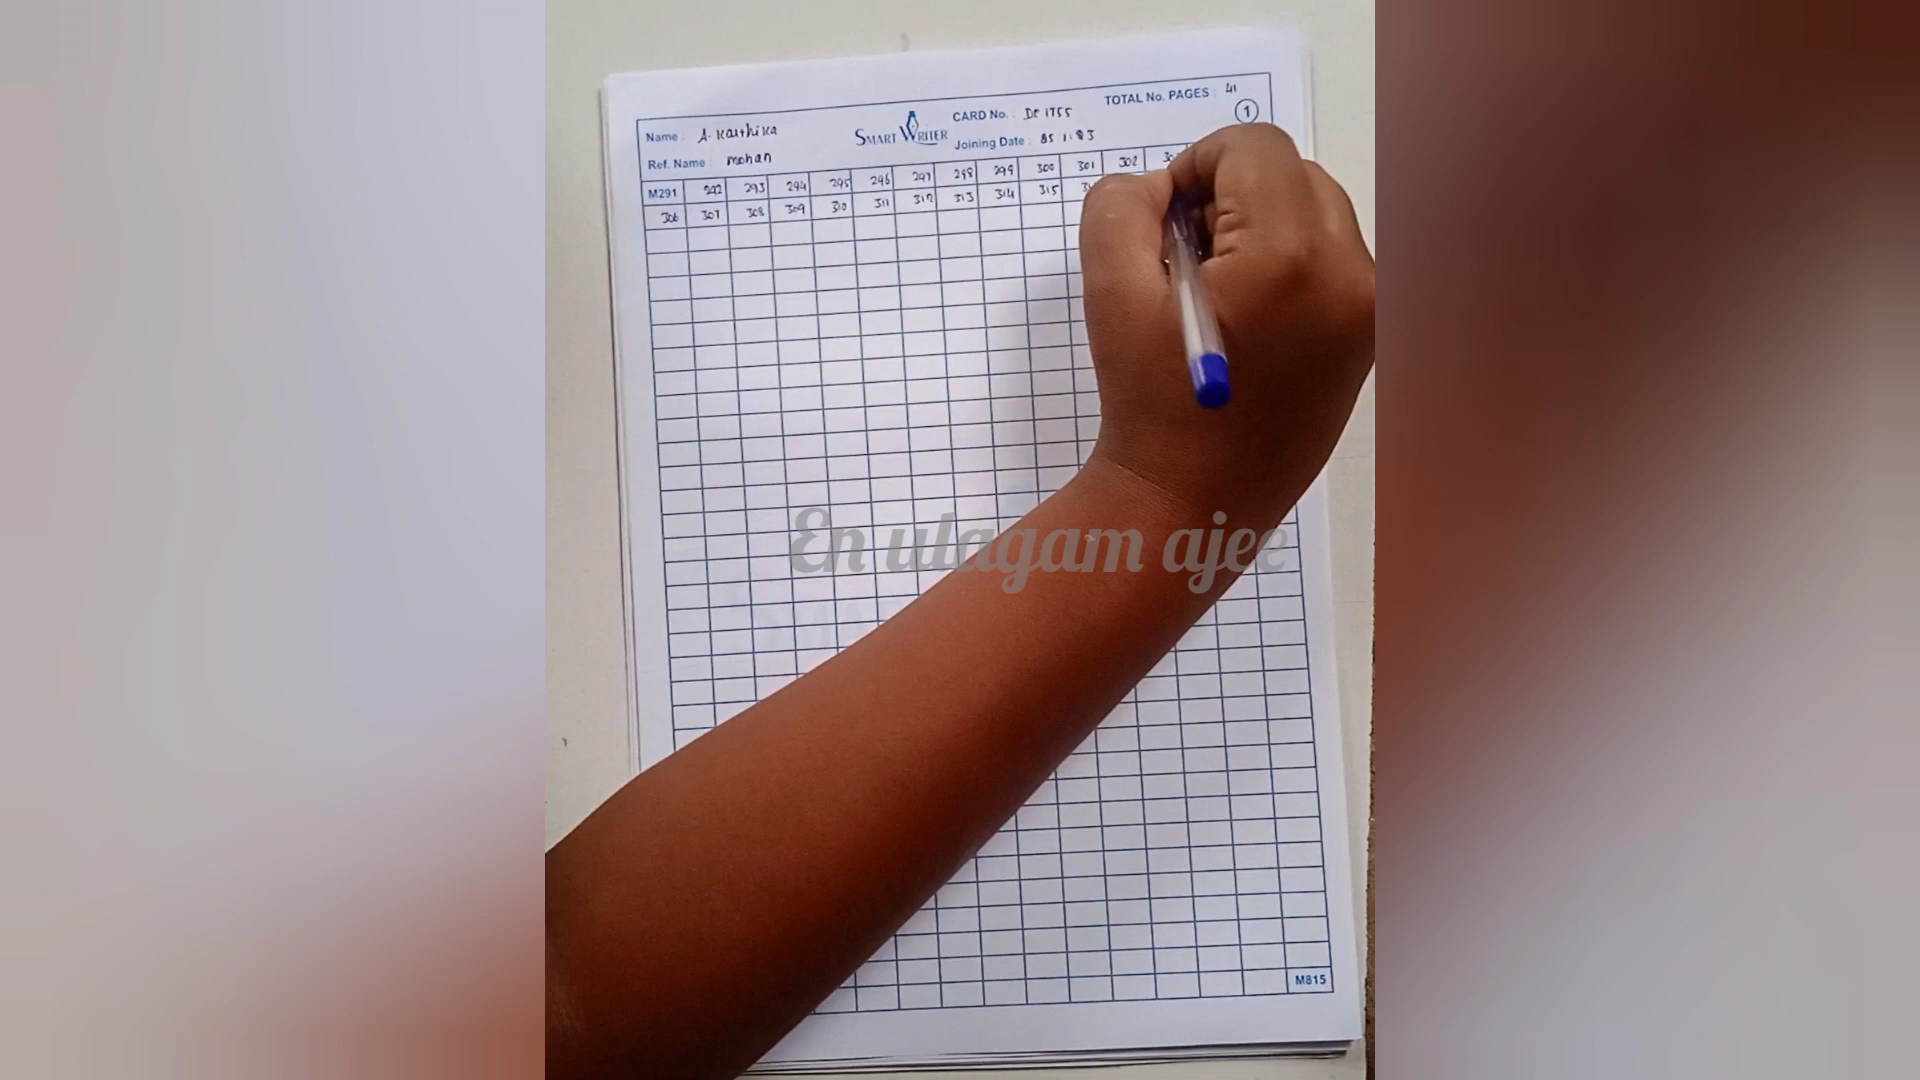 Name : A. Karthika
SMART WRITER
CARD No. : DF 1755
TOTAL No. PAGES : 41
Ref. Name : mohan
Joining Date : 85 1:83
1
M291 292 293 294 295 296 297 298 299 300 301 302
306 307 308 309 310 311 312 313 314 315
En ulagam ajee
M815